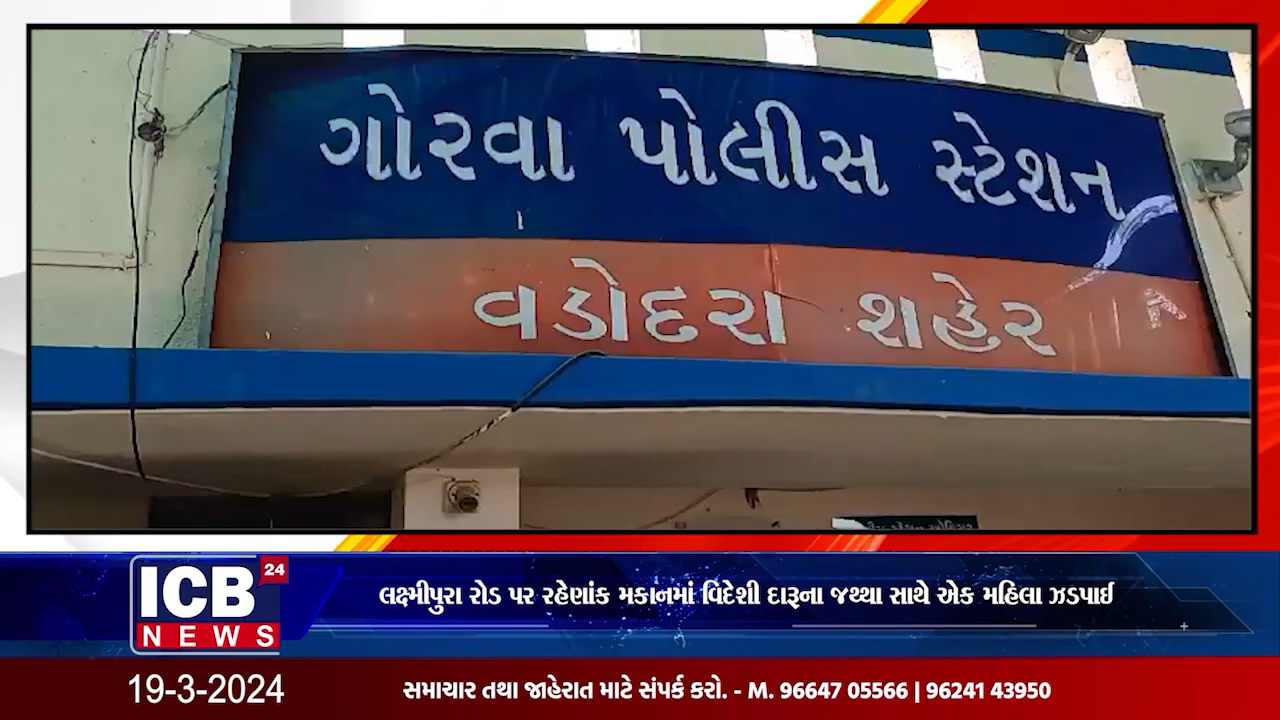 ગોરવા પોલીસ સ્ટેશન
વડોદરા શહેર
ICB 24
NEWS
લક્ષ્મીપુરા રોડ પર રહેણાંક મકાનમાં વિદેશી દારૂના જથ્થા સાથે એક મહિલા ઝડપાઈ
19-3-2024
સમાચાર તથા જાહેરાત માટે સંપર્ક કરો. - M. 96647 05566 | 96241 43950